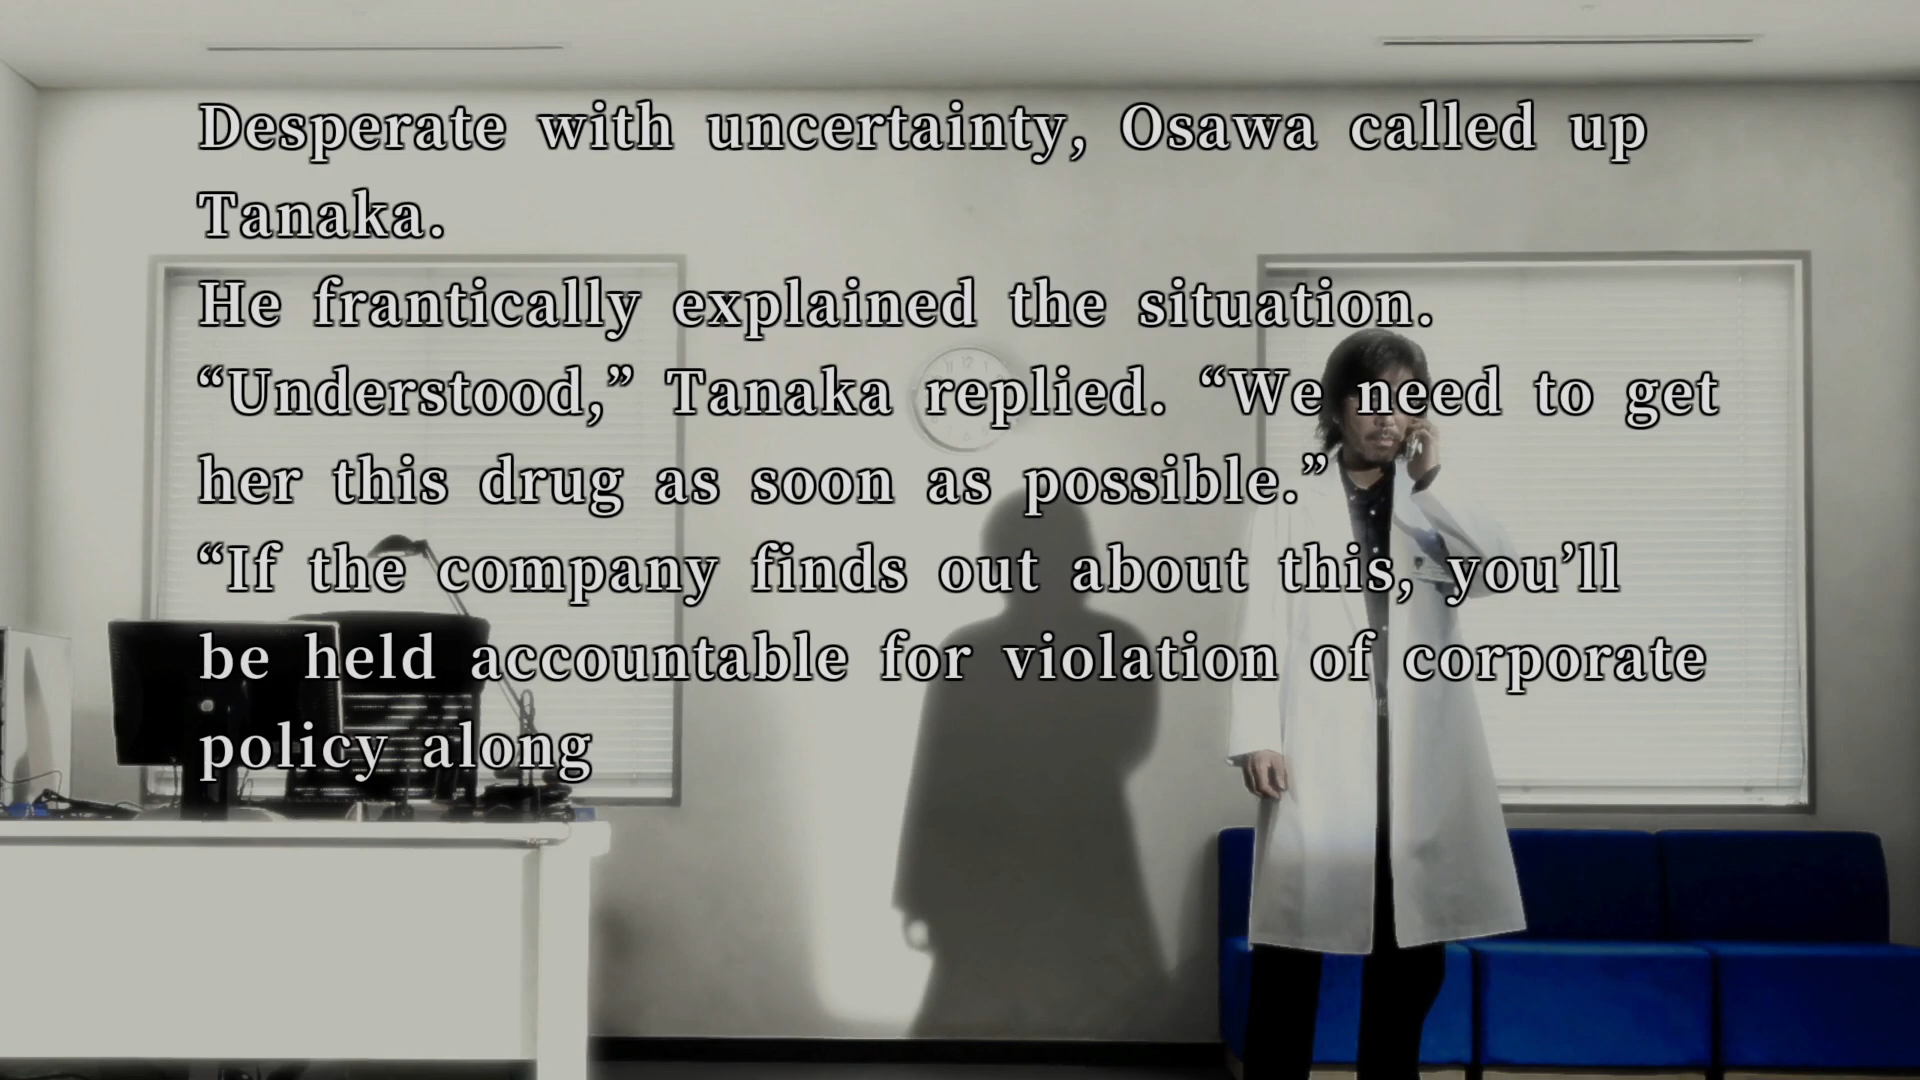 Desperate with uncertainty, Osawa called up
Tanaka.
He frantically explained the situation.
“Understood,” Tanaka replied. “We need to get
her this drug as soon as possible.”
“If the company finds out about this, you’ll
be held accountable for violation of corporate
policy along